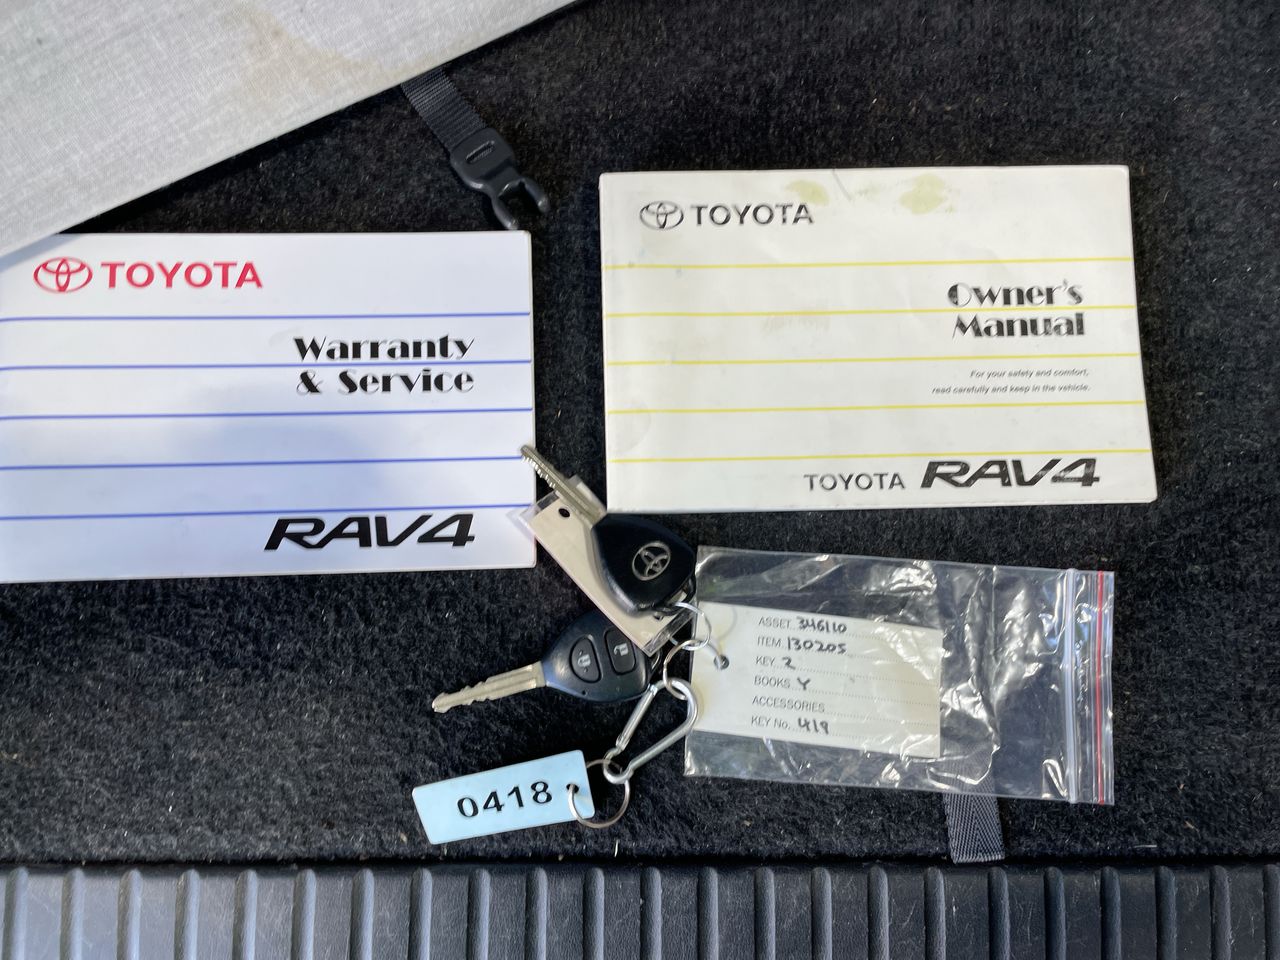 TOYOTA
Warranty
& Service
RAV4
TOYOTA
Owner's
Manual
For your safety and comfort,
read carefully and keep in the vehicle.
TOYOTA RAV4
ASSET 346110
ITEM 130205
KEY 2
BOOKS Y
ACCESSORIES
KEY No. 419
0418